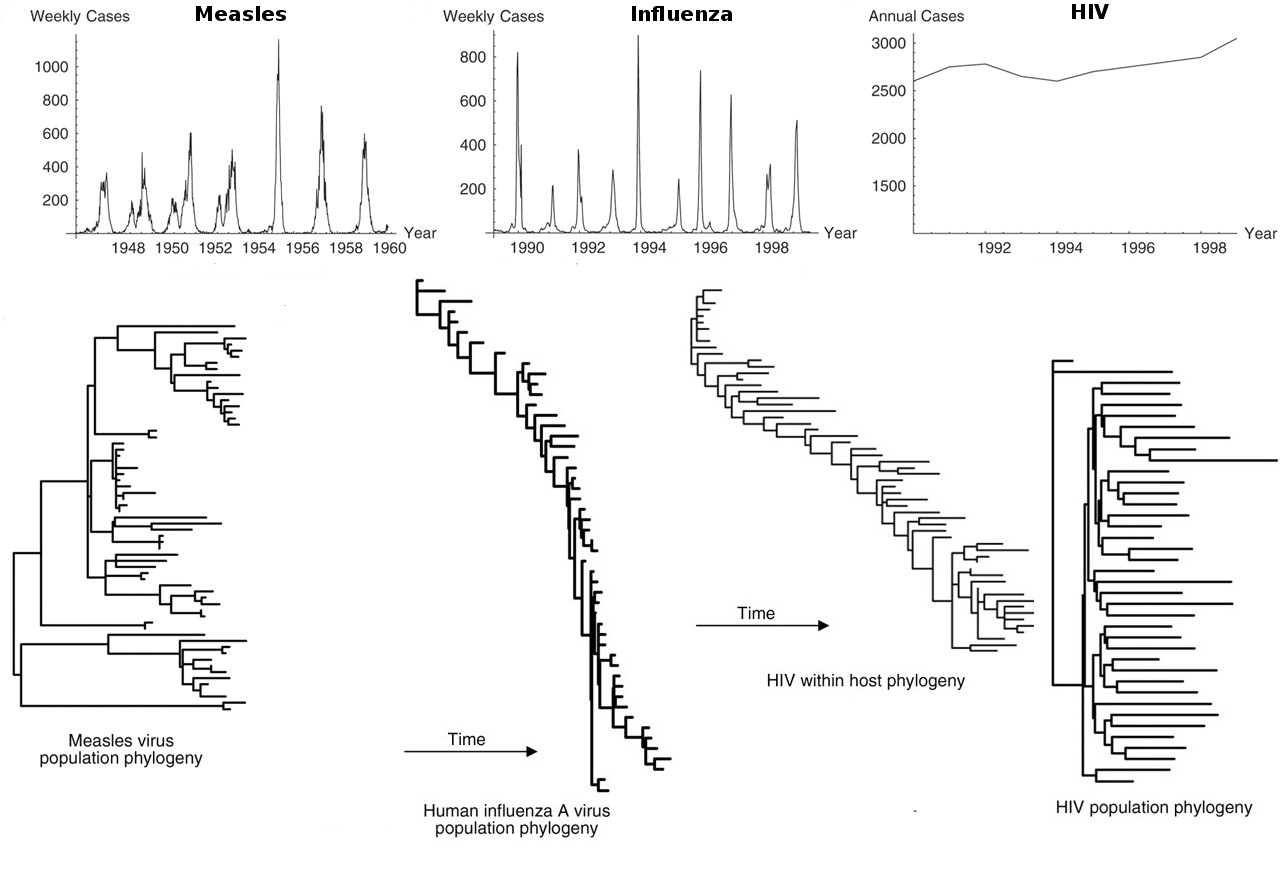 Measles
Weekly Cases
1000
800
600
400
200
1948 1950 1952 1954 1956 1958 1960
Year
Influenza
Weekly Cases
800
600
400
200
1990 1992 1994 1996 1998
Year
HIV
Annual Cases
3000
2500
2000
1500
1992 1994 1996 1998
Year
Measles virus
population phylogeny
Time
Human influenza A virus
population phylogeny
Time
HIV within host phylogeny
HIV population phylogeny